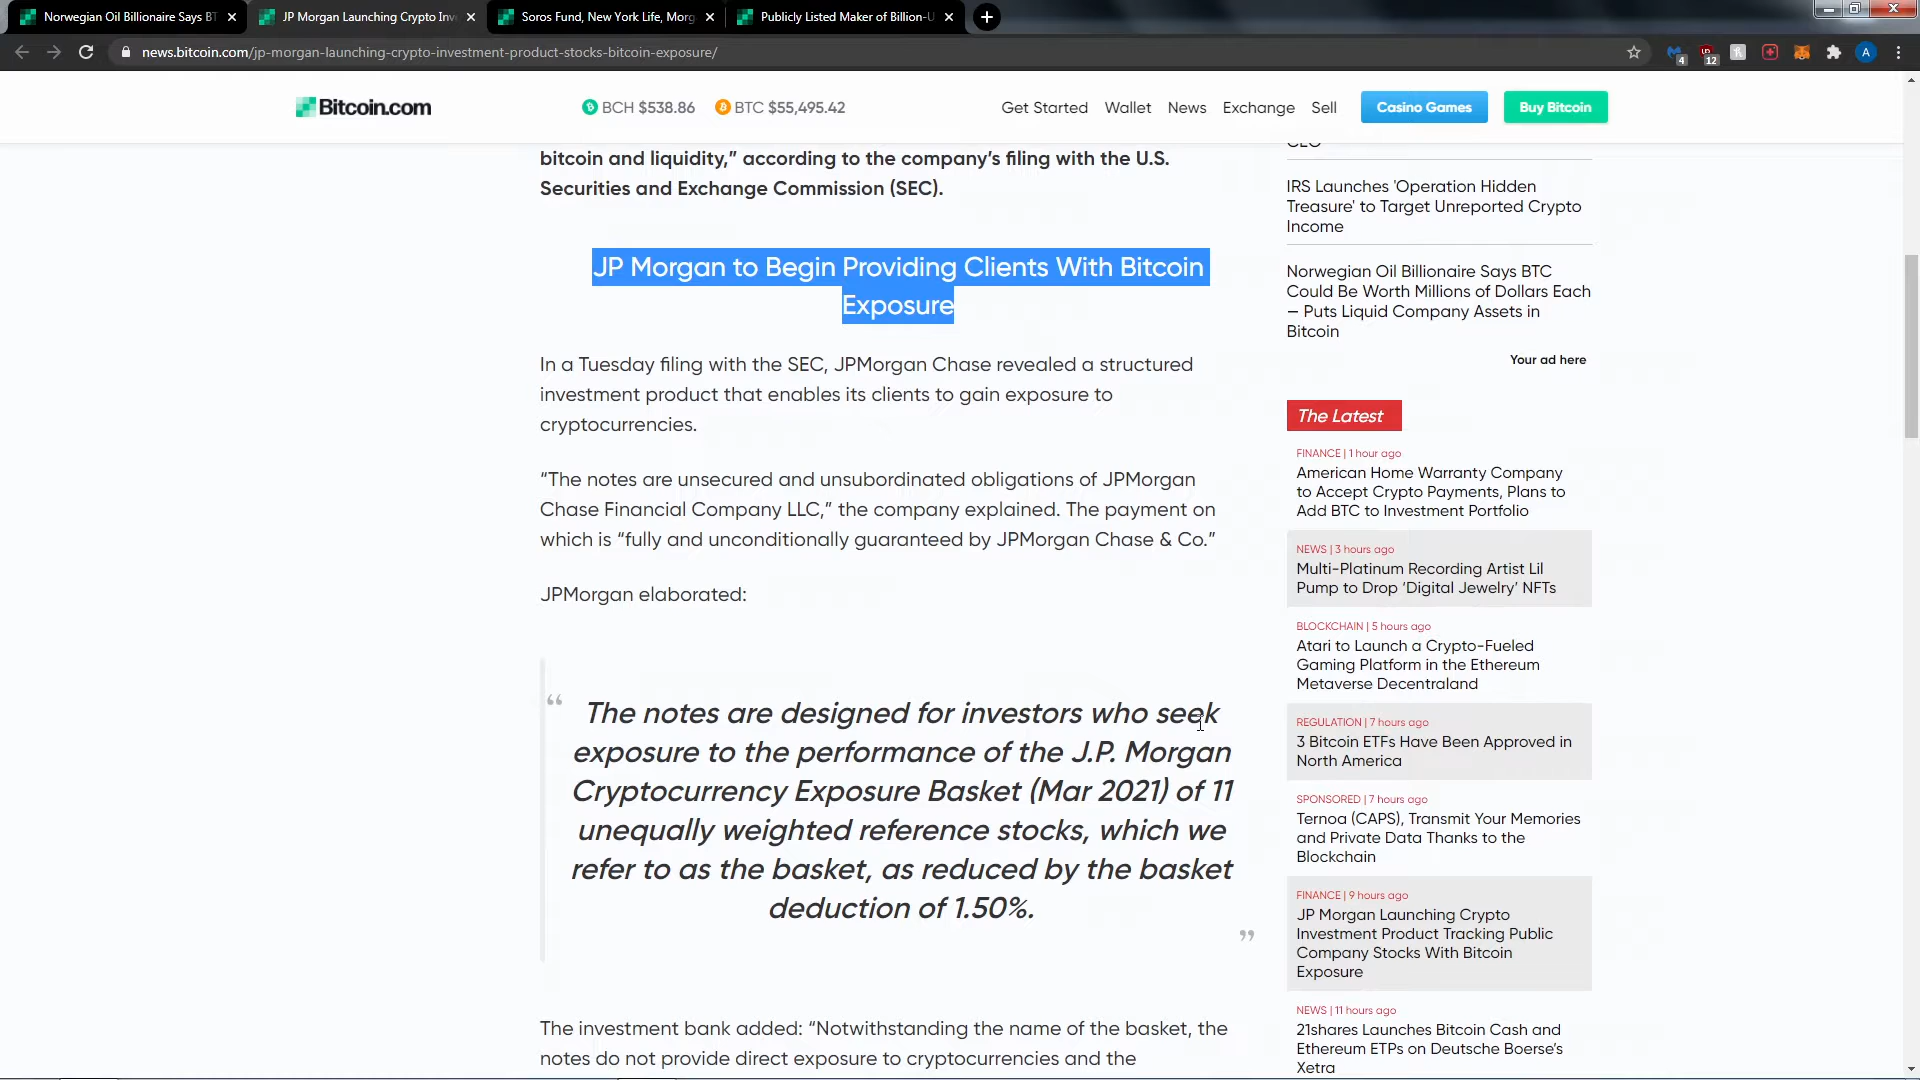 Norwegian Oil Billionaire Says BT
JP Morgan Launching Crypto Inv
Soros Fund, New York Life, Morg
Publicly Listed Maker of Billion-U
news.bitcoin.com/jp-morgan-launching-crypto-investment-product-stocks-bitcoin-exposure/
4
12
A
Bitcoin.com
BCH $538.86
BTC $55,495.42
Get Started
Wallet
News
Exchange
Sell
Casino Games
Buy Bitcoin
bitcoin and liquidity,” according to the company’s filing with the U.S.
Securities and Exchange Commission (SEC).
JP Morgan to Begin Providing Clients With Bitcoin
Exposure
In a Tuesday filing with the SEC, JPMorgan Chase revealed a structured
investment product that enables its clients to gain exposure to
cryptocurrencies.
“The notes are unsecured and unsubordinated obligations of JPMorgan
Chase Financial Company LLC,” the company explained. The payment on
which is “fully and unconditionally guaranteed by JPMorgan Chase & Co.”
JPMorgan elaborated:
“
The notes are designed for investors who seek
exposure to the performance of the J.P. Morgan
Cryptocurrency Exposure Basket (Mar 2021) of 11
unequally weighted reference stocks, which we
refer to as the basket, as reduced by the basket
deduction of 1.50%.
”
The investment bank added: “Notwithstanding the name of the basket, the
notes do not provide direct exposure to cryptocurrencies and the
CEO
IRS Launches 'Operation Hidden
Treasure' to Target Unreported Crypto
Income
Norwegian Oil Billionaire Says BTC
Could Be Worth Millions of Dollars Each
— Puts Liquid Company Assets in
Bitcoin
Your ad here
The Latest
FINANCE | 1 hour ago
American Home Warranty Company
to Accept Crypto Payments, Plans to
Add BTC to Investment Portfolio
NEWS | 3 hours ago
Multi-Platinum Recording Artist Lil
Pump to Drop ‘Digital Jewelry’ NFTs
BLOCKCHAIN | 5 hours ago
Atari to Launch a Crypto-Fueled
Gaming Platform in the Ethereum
Metaverse Decentraland
REGULATION | 7 hours ago
3 Bitcoin ETFs Have Been Approved in
North America
SPONSORED | 7 hours ago
Ternoa (CAPS), Transmit Your Memories
and Private Data Thanks to the
Blockchain
FINANCE | 9 hours ago
JP Morgan Launching Crypto
Investment Product Tracking Public
Company Stocks With Bitcoin
Exposure
NEWS | 11 hours ago
21shares Launches Bitcoin Cash and
Ethereum ETPs on Deutsche Boerse’s
Xetra